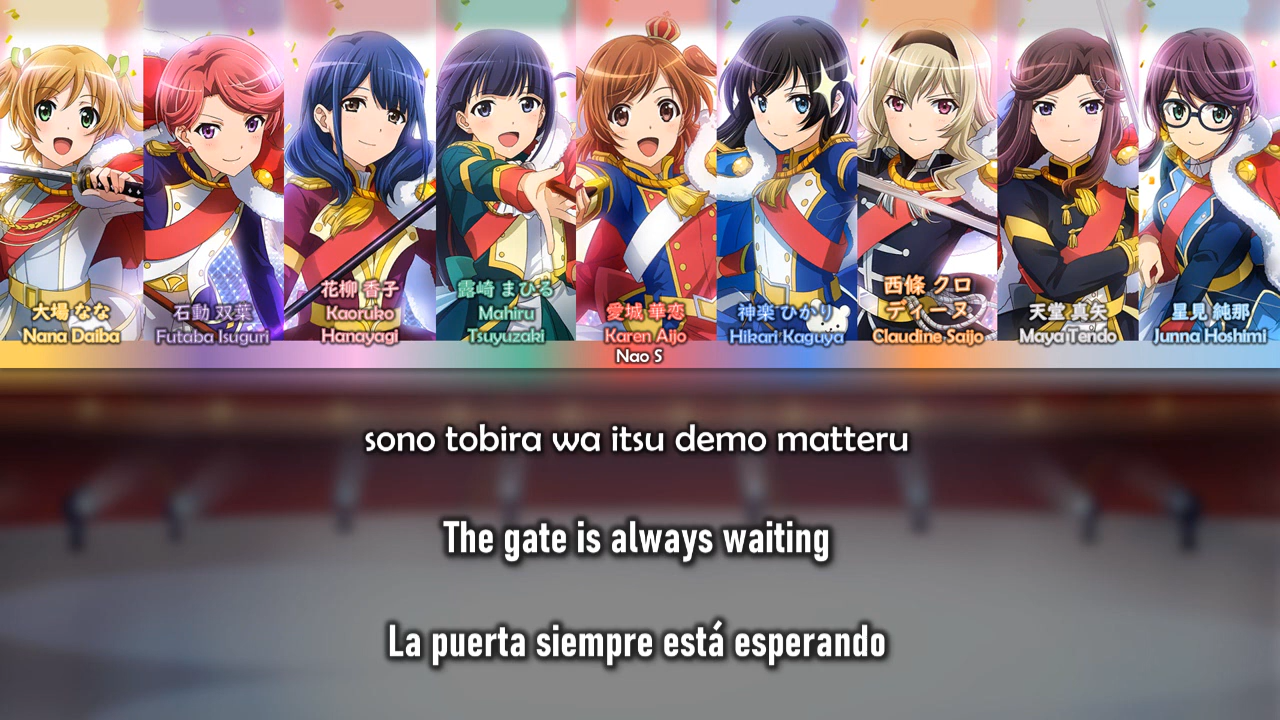 大場 なな
Nana Daiba
石動 双葉
Futaba Isuguri
花柳 香子
Kaoruko
Hanayagi
露崎 まひる
Mahiru
Tsuyuzaki
愛城 華恋
Karen Aijo
Nao S
神楽 ひかり
Hikari Kaguya
西條 クロ
ディーヌ
Claudine Saijo
天堂 真矢
Maya Tendo
星見 純那
Junna Hoshimi
sono tobira wa itsu demo matteru
The gate is always waiting
La puerta siempre está esperando